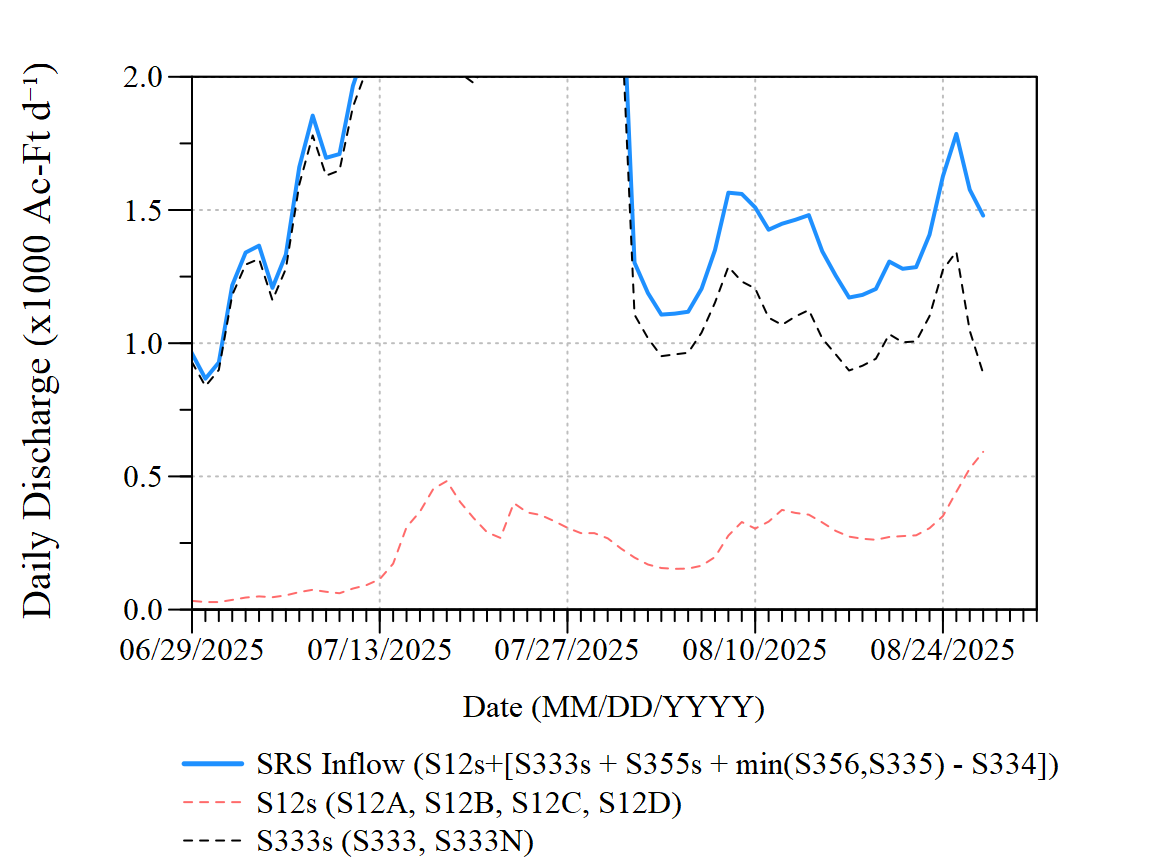 Daily Discharge (x1000 Ac-Ft d⁻¹)
2.0
1.5
1.0
0.5
0.0
06/29/2025 07/13/2025 07/27/2025 08/10/2025 08/24/2025
Date (MM/DD/YYYY)
SRS Inflow (S12s+[S333s + S355s + min(S356,S335) - S334])
S12s (S12A, S12B, S12C, S12D)
S333s (S333, S333N)